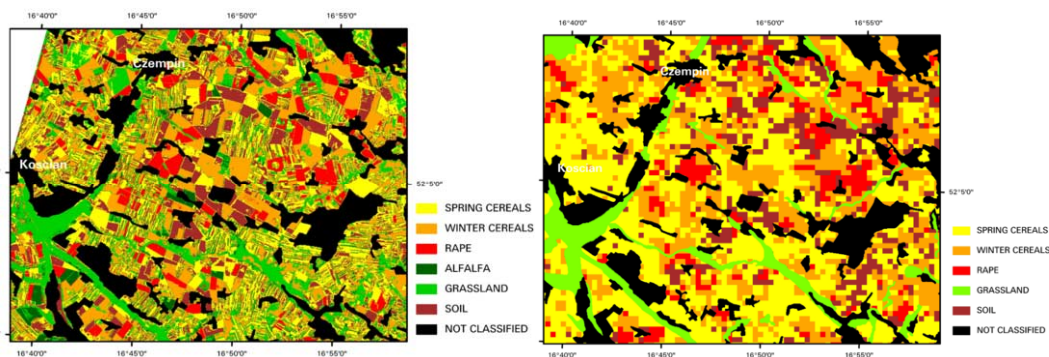 16°40'0" 16°45'0" 16°50'0" 16°55'0"
Czempin
Koscian
52°5'0"
SPRING CEREALS
WINTER CEREALS
RAPE
ALFALFA
GRASSLAND
SOIL
NOT CLASSIFIED
16°40'0" 16°45'0" 16°50'0" 16°55'0"
16°40'0" 16°45'0" 16°50'0" 16°55'0"
Czempin
Koscian
52°5'0"
SPRING CEREALS
WINTER CEREALS
RAPE
GRASSLAND
SOIL
NOT CLASSIFIED
16°40'0" 16°45'0" 16°50'0" 16°55'0"